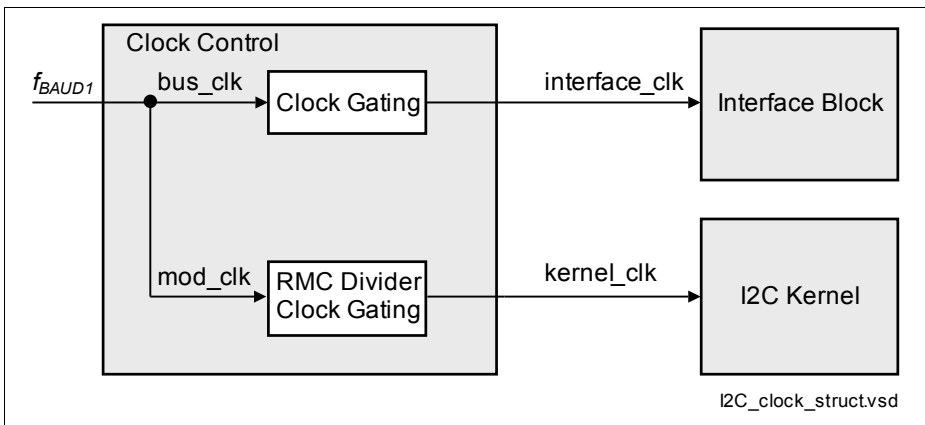 Clock Control
fBAUD1
bus_clk
Clock Gating
interface_clk
Interface Block
mod_clk
RMC Divider
Clock Gating
kernel_clk
I2C Kernel
I2C_clock_struct.vsd